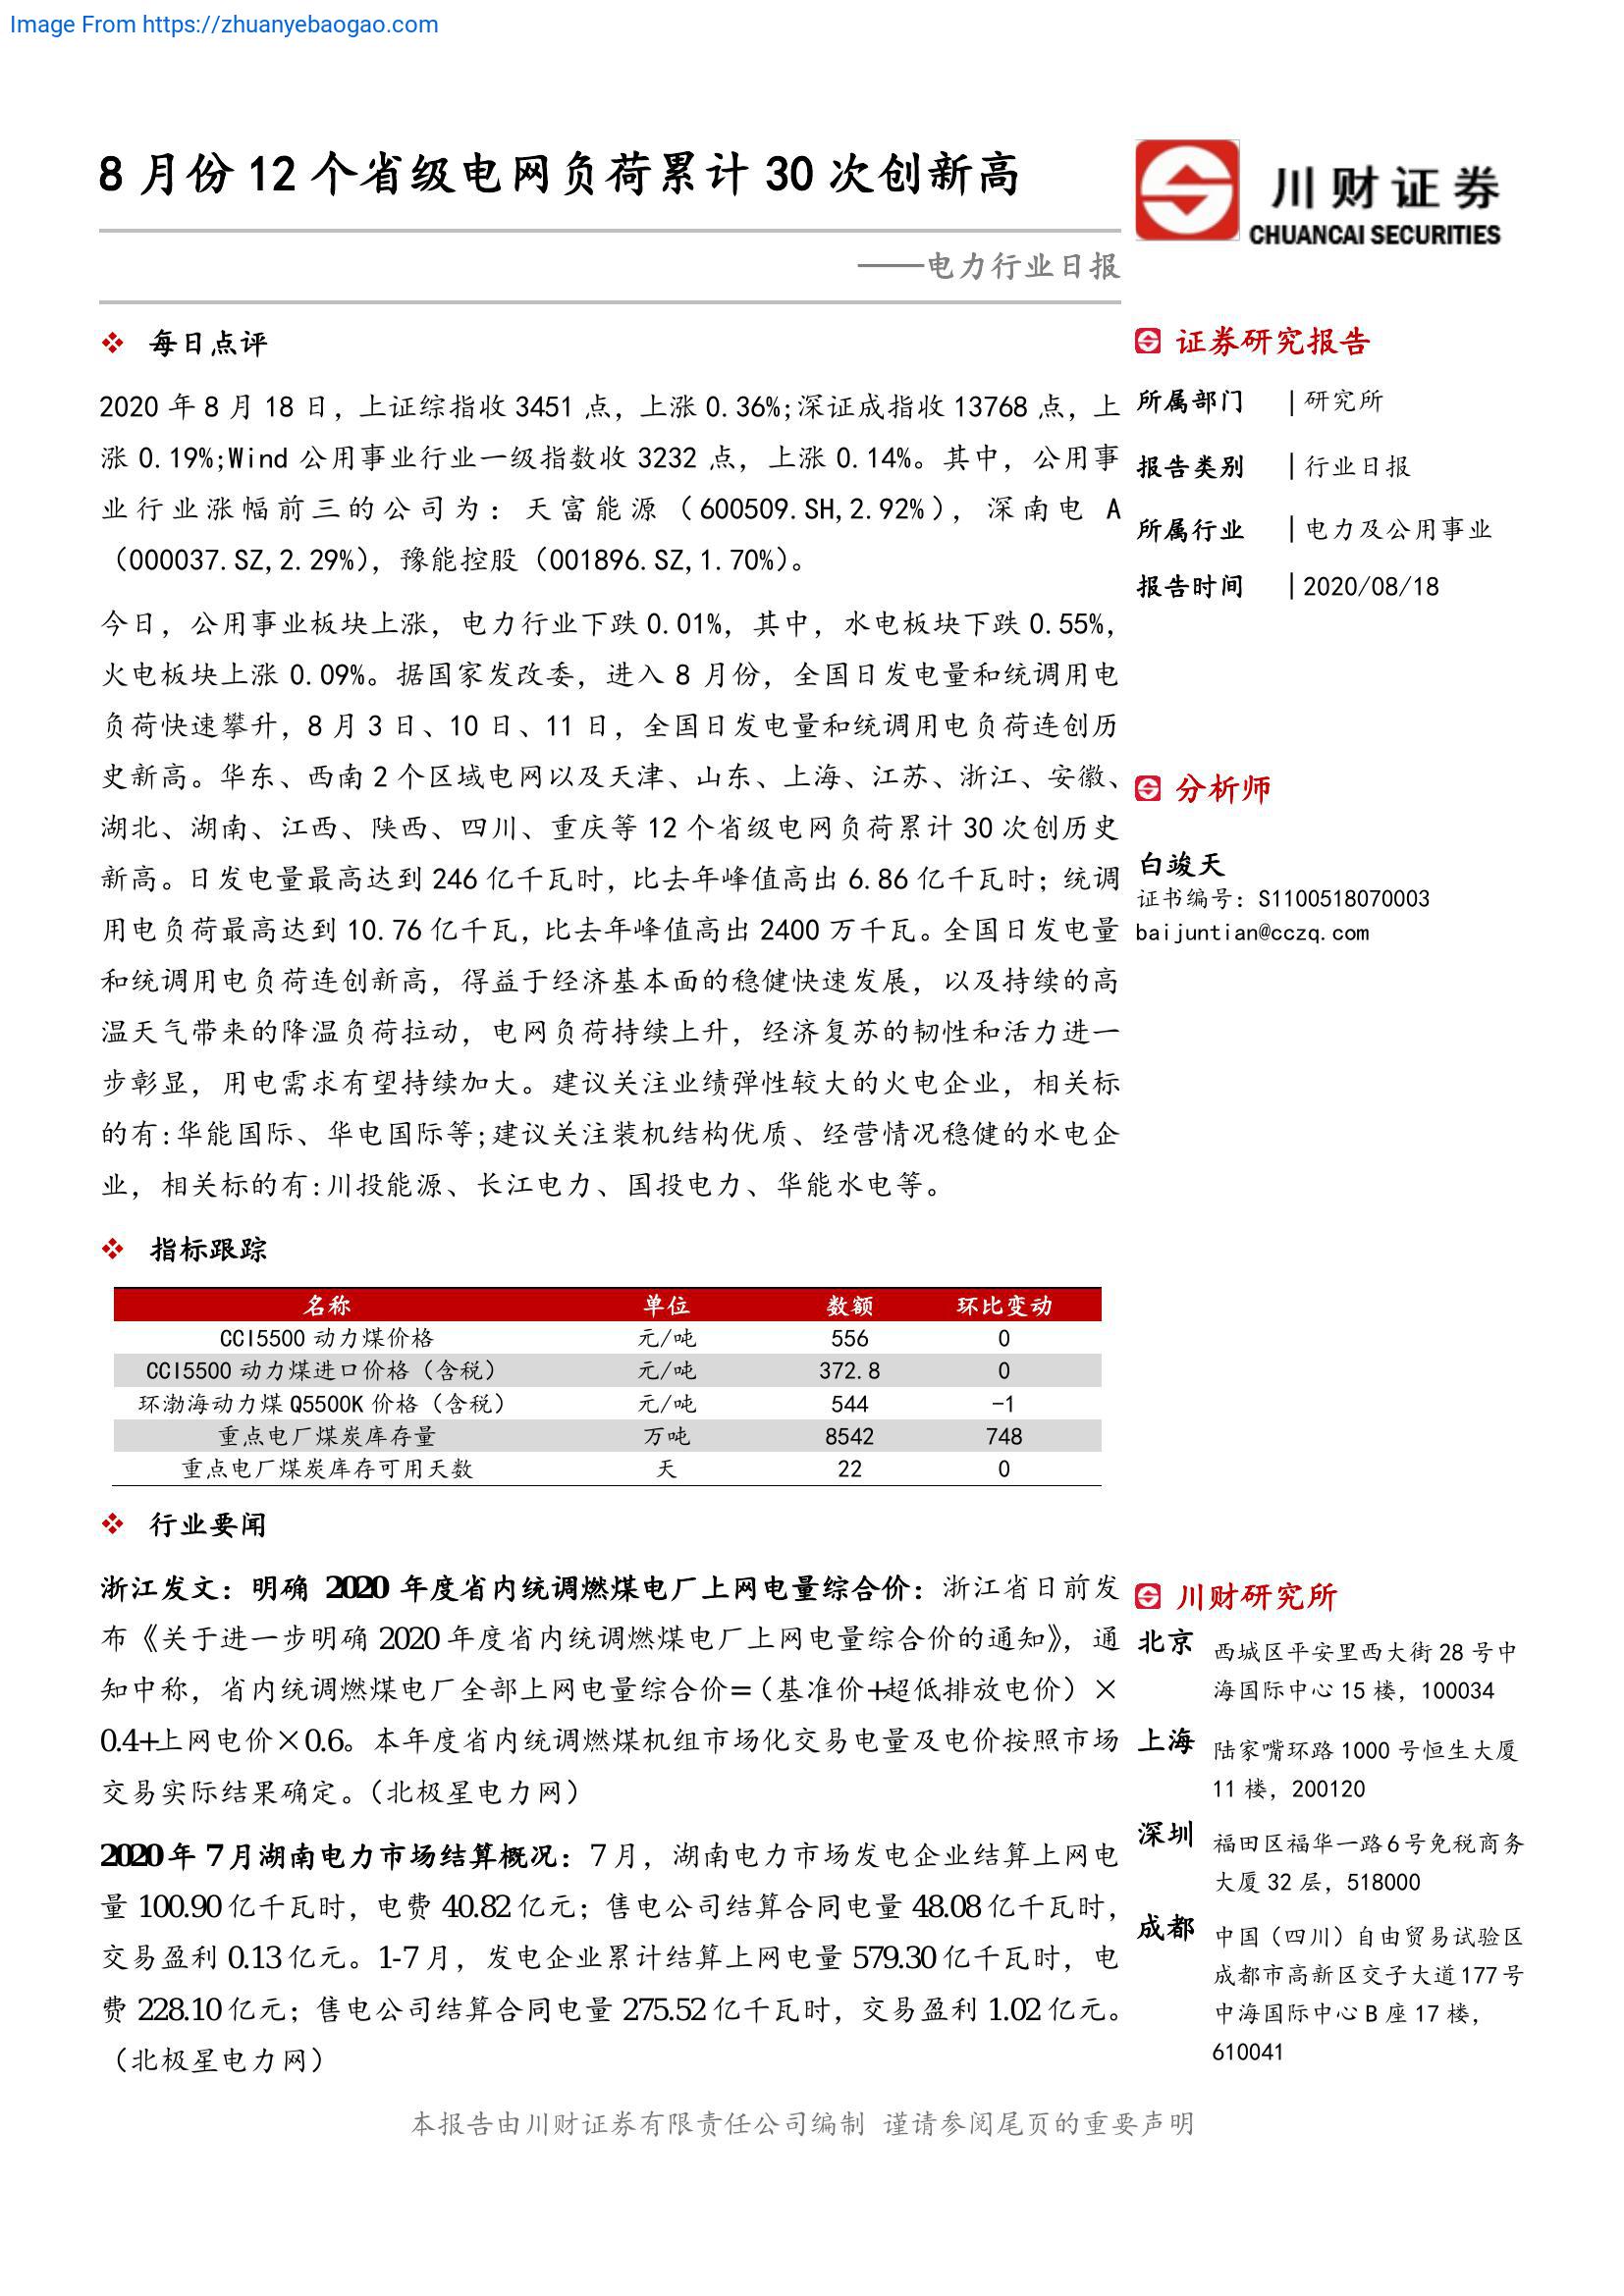 Image From https://zhuanyebaogao.com
8 月份 12 个省级电网负荷累计 30 次创新高
——电力行业日报
川财证券
CHUANCAI SECURITIES
❖ 每日点评
2020 年 8 月 18 日，上证综指收 3451 点，上涨 0.36%;深证成指收 13768 点，上
涨 0.19%;Wind 公用事业行业一级指数收 3232 点，上涨 0.14%。其中，公用事
业行业涨幅前三的公司为：天富能源（600509.SH,2.92%），深南电 A
（000037.SZ,2.29%），豫能控股（001896.SZ,1.70%）。
今日，公用事业板块上涨，电力行业下跌 0.01%，其中，水电板块下跌 0.55%，
火电板块上涨 0.09%。据国家发改委，进入 8 月份，全国日发电量和统调用电
负荷快速攀升，8 月 3 日、10 日、11 日，全国日发电量和统调用电负荷连创历
史新高。华东、西南 2 个区域电网以及天津、山东、上海、江苏、浙江、安徽、
湖北、湖南、江西、陕西、四川、重庆等 12 个省级电网负荷累计 30 次创历史
新高。日发电量最高达到 246 亿千瓦时，比去年峰值高出 6.86 亿千瓦时；统调
用电负荷最高达到 10.76 亿千瓦，比去年峰值高出 2400 万千瓦。全国日发电量
和统调用电负荷连创新高，得益于经济基本面的稳健快速发展，以及持续的高
温天气带来的降温负荷拉动，电网负荷持续上升，经济复苏的韧性和活力进一
步彰显，用电需求有望持续加大。建议关注业绩弹性较大的火电企业，相关标
的有:华能国际、华电国际等;建议关注装机结构优质、经营情况稳健的水电企
业，相关标的有:川投能源、长江电力、国投电力、华能水电等。
❖ 指标跟踪
名称 单位 数额 环比变动
CCI5500 动力煤价格 元/吨 556 0
CCI5500 动力煤进口价格（含税） 元/吨 372.8 0
环渤海动力煤 Q5500K 价格（含税） 元/吨 544 -1
重点电厂煤炭库存量 万吨 8542 748
重点电厂煤炭库存可用天数 天 22 0
❖ 行业要闻
浙江发文：明确 2020 年度省内统调燃煤电厂上网电量综合价：浙江省日前发
布《关于进一步明确 2020 年度省内统调燃煤电厂上网电量综合价的通知》，通
知中称，省内统调燃煤电厂全部上网电量综合价=（基准价+超低排放电价）×
0.4+上网电价×0.6。本年度省内统调燃煤机组市场化交易电量及电价按照市场
交易实际结果确定。（北极星电力网）
2020 年 7 月湖南电力市场结算概况：7 月，湖南电力市场发电企业结算上网电
量 100.90 亿千瓦时，电费 40.82 亿元；售电公司结算合同电量 48.08 亿千瓦时，
交易盈利 0.13 亿元。1-7 月，发电企业累计结算上网电量 579.30 亿千瓦时，电
费 228.10 亿元；售电公司结算合同电量 275.52 亿千瓦时，交易盈利 1.02 亿元。
（北极星电力网）
证券研究报告
所属部门 | 研究所
报告类别 | 行业日报
所属行业 | 电力及公用事业
报告时间 | 2020/08/18
分析师
白竣天
证书编号：S1100518070003
baijuntian@cczq.com
川财研究所
北京 西城区平安里西大街 28 号中
海国际中心 15 楼，100034
上海 陆家嘴环路 1000 号恒生大厦
11 楼，200120
深圳 福田区福华一路 6 号免税商务
大厦 32 层，518000
成都 中国（四川）自由贸易试验区
成都市高新区交子大道 177 号
中海国际中心 B 座 17 楼，
610041
本报告由川财证券有限责任公司编制 谨请参阅尾页的重要声明